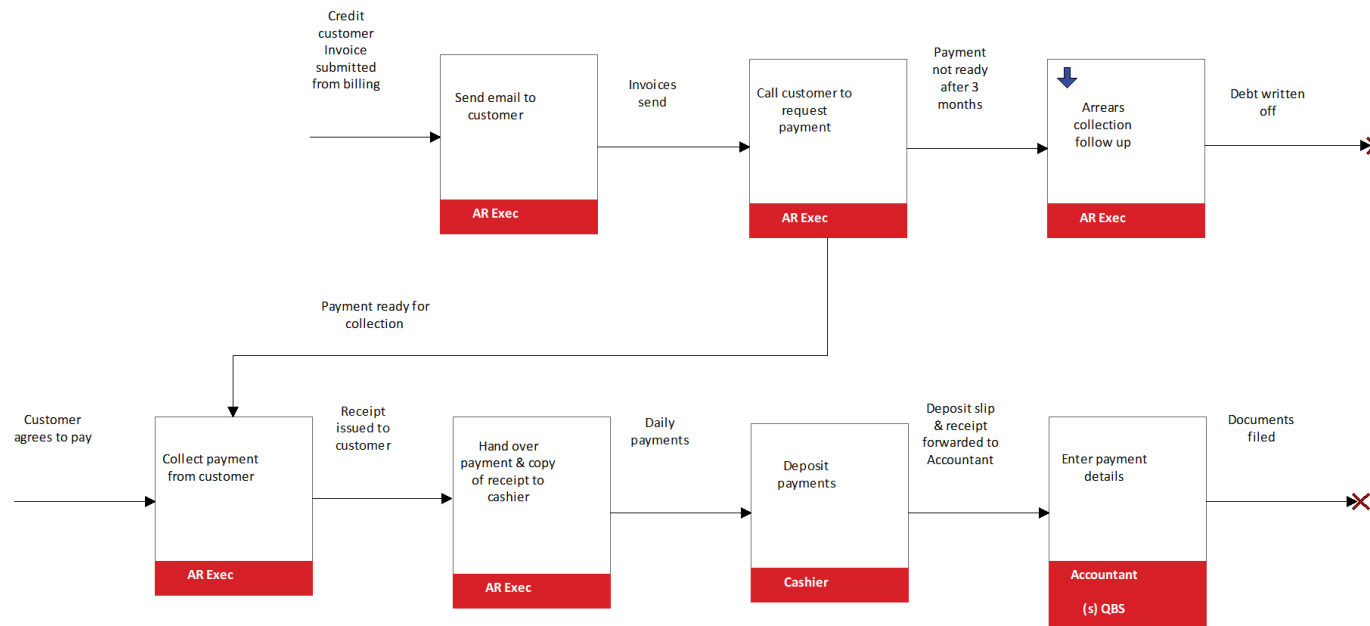 Credit
customer
Invoice
submitted
from billing
Send email to
customer
AR Exec
Invoices
send
Call customer to
request
payment
AR Exec
Payment
not ready
after 3
months
Arrears
collection
follow up
AR Exec
Debt written
off
Payment ready for
collection
Customer
agrees to pay
Collect payment
from customer
AR Exec
Receipt
issued to
customer
Hand over
payment & copy
of receipt to
cashier
AR Exec
Daily
payments
Deposit
payments
Cashier
Deposit slip
& receipt
forwarded to
Accountant
Enter payment
details
Accountant
(s) QBS
Documents
filed